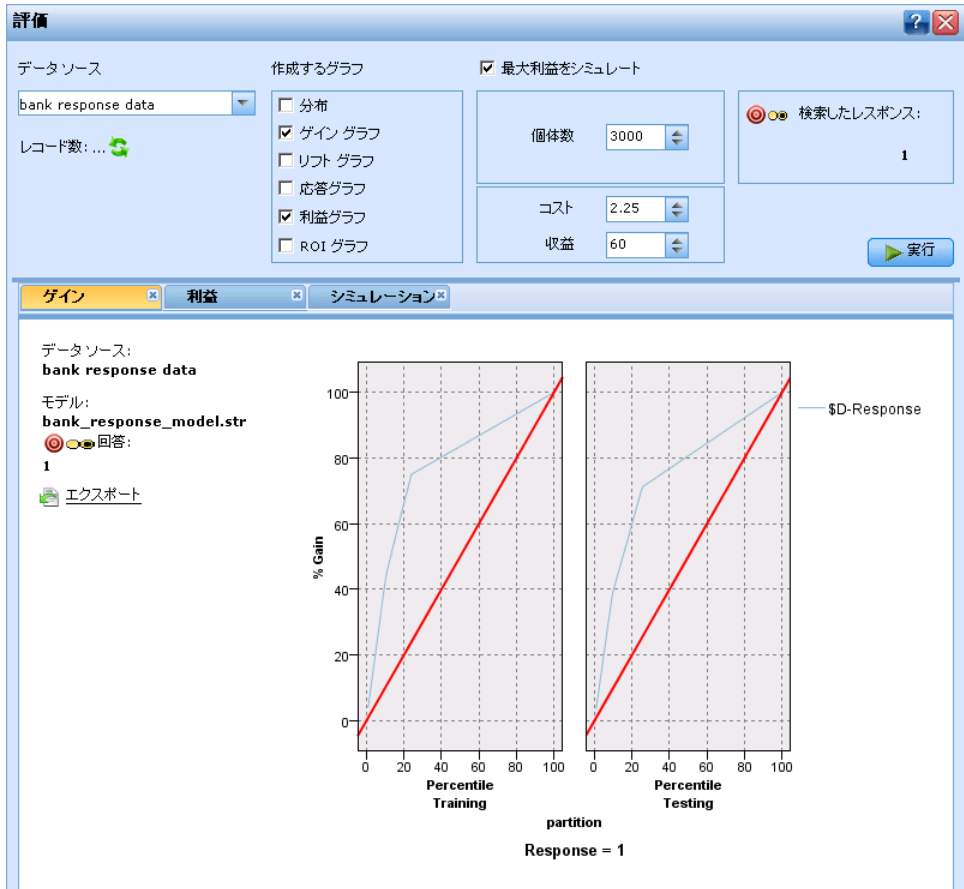 評価
データ ソース
bank response data
レコード数: ...
作成するグラフ
分布
ゲイン グラフ
リフト グラフ
応答グラフ
利益グラフ
ROI グラフ
最大利益をシミュレート
個体数
3000
コスト
2.25
収益
60
検索したレスポンス:
1
実行
ゲイン
利益
シミュレーション
データ ソース:
bank response data
モデル:
bank_response_model.str
回答:
1
エクスポート
% Gain
100
80
60
40
20
0
0 20 40 60 80 100
Percentile
Training
0 20 40 60 80 100
Percentile
Testing
partition
Response = 1
$D-Response